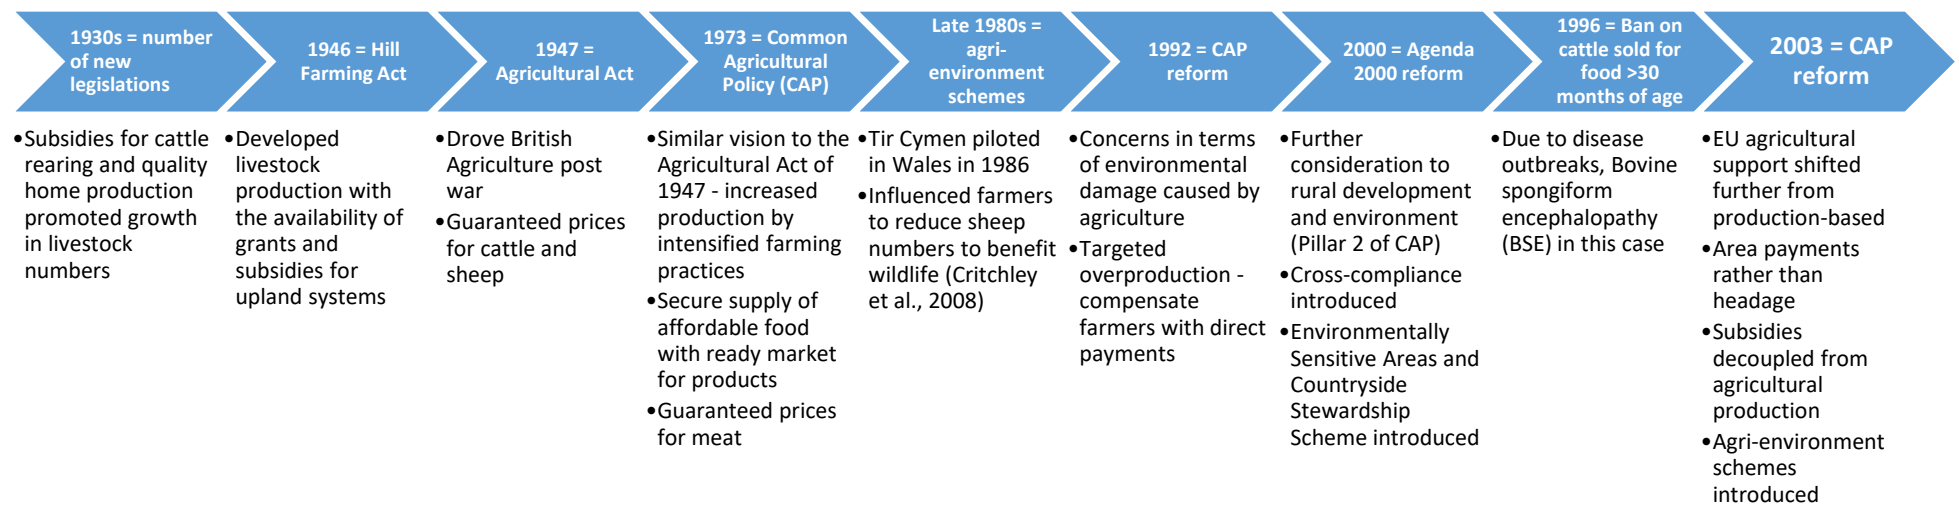 1930s = number
of new
legislations
•Subsidies for cattle
rearing and quality
home production
promoted growth
in livestock
numbers
1946 = Hill
Farming Act
•Developed
livestock
production with
the availability of
grants and
subsidies for
upland systems
1947 =
Agricultural Act
•Drove British
Agriculture post
war
•Guaranteed prices
for cattle and
sheep
1973 = Common
Agricultural
Policy (CAP)
•Similar vision to the
Agricultural Act of
1947 - increased
production by
intensified farming
practices
•Secure supply of
affordable food
with ready market
for products
•Guaranteed prices
for meat
Late 1980s =
agri-
environment
schemes
•Tir Cymen piloted
in Wales in 1986
•Influenced farmers
to reduce sheep
numbers to benefit
wildlife (Critchley
et al., 2008)
1992 = CAP
reform
•Concerns in terms
of environmental
damage caused by
agriculture
•Targeted
overproduction -
compensate
farmers with direct
payments
2000 = Agenda
2000 reform
•Further
consideration to
rural development
and environment
(Pillar 2 of CAP)
•Cross-compliance
introduced
•Environmentally
Sensitive Areas and
Countryside
Stewardship
Scheme introduced
1996 = Ban on
cattle sold for
food >30
months of age
•Due to disease
outbreaks, Bovine
spongiform
encephalopathy
(BSE) in this case
2003 = CAP
reform
•EU agricultural
support shifted
further from
production-based
•Area payments
rather than
headage
•Subsidies
decoupled from
agricultural
production
•Agri-environment
schemes
introduced